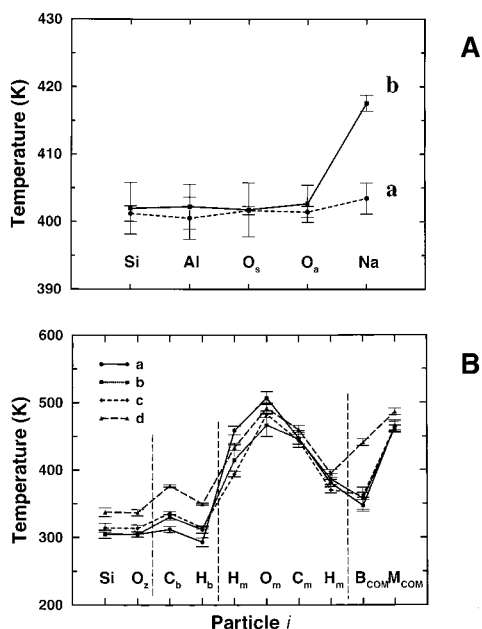 A
Temperature (K)
430
420
410
400
390
b
a
Si Al Os Oa Na
B
Temperature (K)
600
500
400
300
200
a
b
c
d
Si Oz Cb Hb Hm Om Cm Hm BCOM MCOM
Particle i